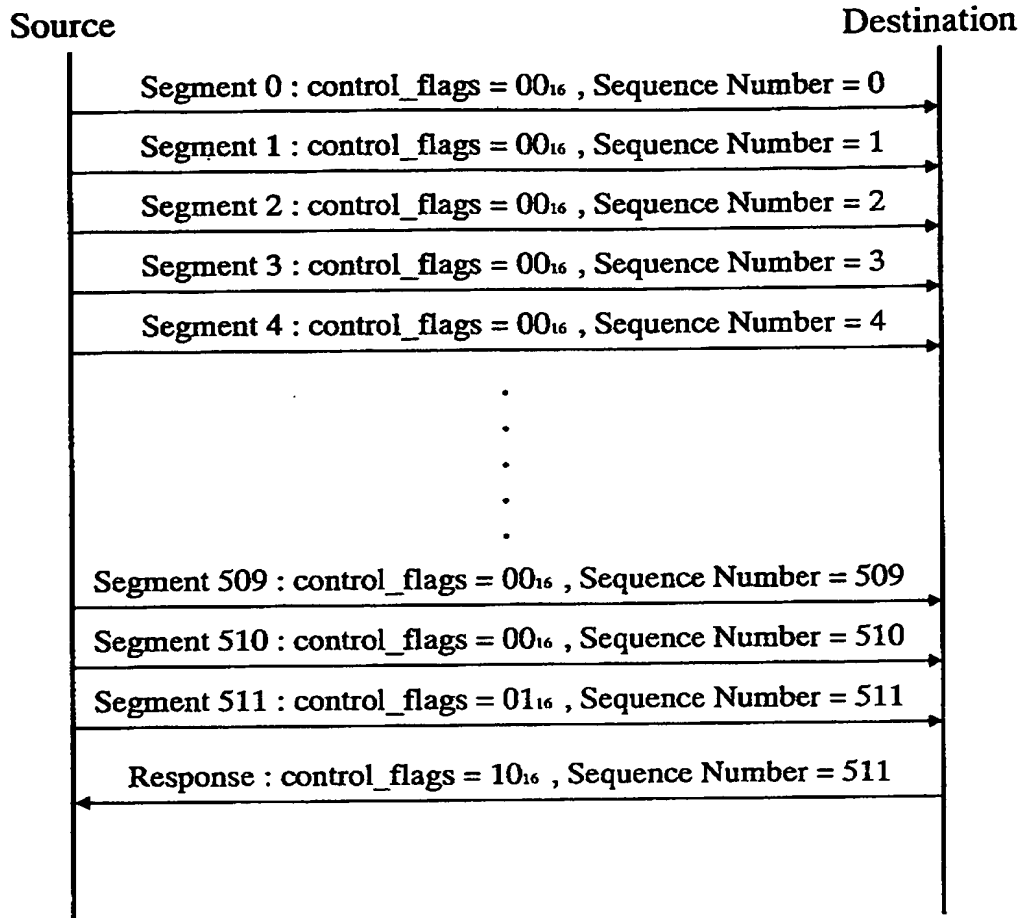 Source
Destination
Segment 0 : control_flags = 00₁₆ , Sequence Number = 0
Segment 1 : control_flags = 00₁₆ , Sequence Number = 1
Segment 2 : control_flags = 00₁₆ , Sequence Number = 2
Segment 3 : control_flags = 00₁₆ , Sequence Number = 3
Segment 4 : control_flags = 00₁₆ , Sequence Number = 4
Segment 509 : control_flags = 00₁₆ , Sequence Number = 509
Segment 510 : control_flags = 00₁₆ , Sequence Number = 510
Segment 511 : control_flags = 01₁₆ , Sequence Number = 511
Response : control_flags = 10₁₆ , Sequence Number = 511